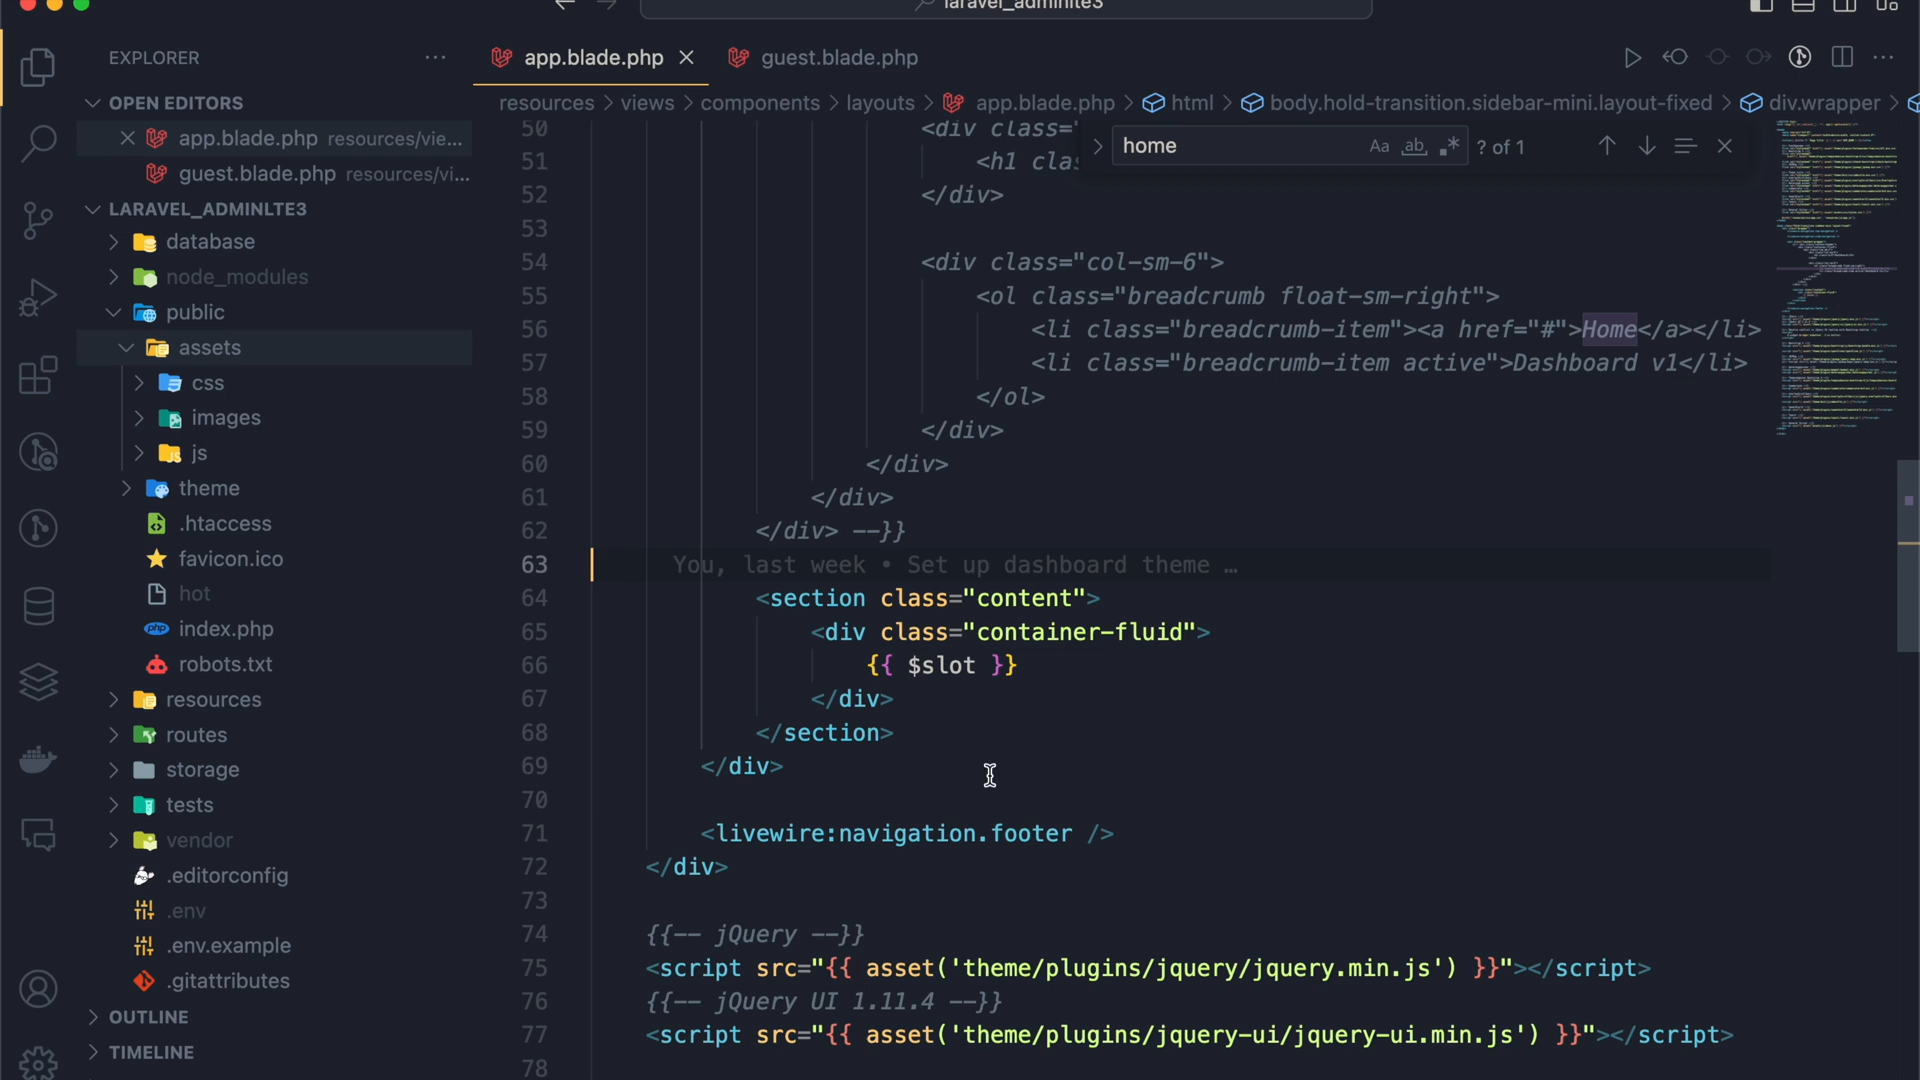 laravel_adminlte3
EXPLORER
app.blade.php
guest.blade.php
OPEN EDITORS
app.blade.php resources/vie...
guest.blade.php resources/vi...
LARAVEL_ADMINLTE3
database
node_modules
public
assets
css
images
js
theme
.htaccess
favicon.ico
hot
index.php
robots.txt
resources
routes
storage
tests
vendor
.editorconfig
.env
.env.example
.gitattributes
OUTLINE
TIMELINE
resources > views > components > layouts > app.blade.php > html > body.hold-transition.sidebar-mini.layout-fixed > div.wrapper >
home Aa ab ? of 1
50 <div class="
51 <h1 clas
52 </div>
53
54 <div class="col-sm-6">
55 <ol class="breadcrumb float-sm-right">
56 <li class="breadcrumb-item"><a href="#">Home</a></li>
57 <li class="breadcrumb-item active">Dashboard v1</li>
58 </ol>
59 </div>
60 </div>
61 </div>
62 </div> --}}
63 You, last week • Set up dashboard theme …
64 <section class="content">
65 <div class="container-fluid">
66 {{ $slot }}
67 </div>
68 </section>
69 </div>
70
71 <livewire:navigation.footer />
72 </div>
73
74 {{-- jQuery --}}
75 <script src="{{ asset('theme/plugins/jquery/jquery.min.js') }}"></script>
76 {{-- jQuery UI 1.11.4 --}}
77 <script src="{{ asset('theme/plugins/jquery-ui/jquery-ui.min.js') }}"></script>
78